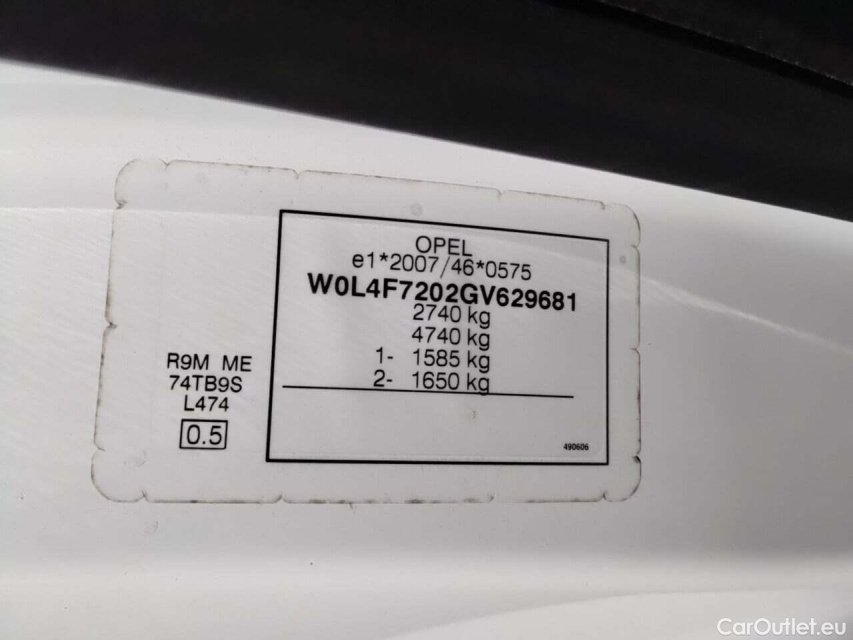 OPEL
e1*2007/46*0575
W0L4F7202GV629681
2740 kg
4740 kg
1- 1585 kg
2- 1650 kg
R9M ME
74TB9S
L474
0.5
490606
CarOutlet.eu